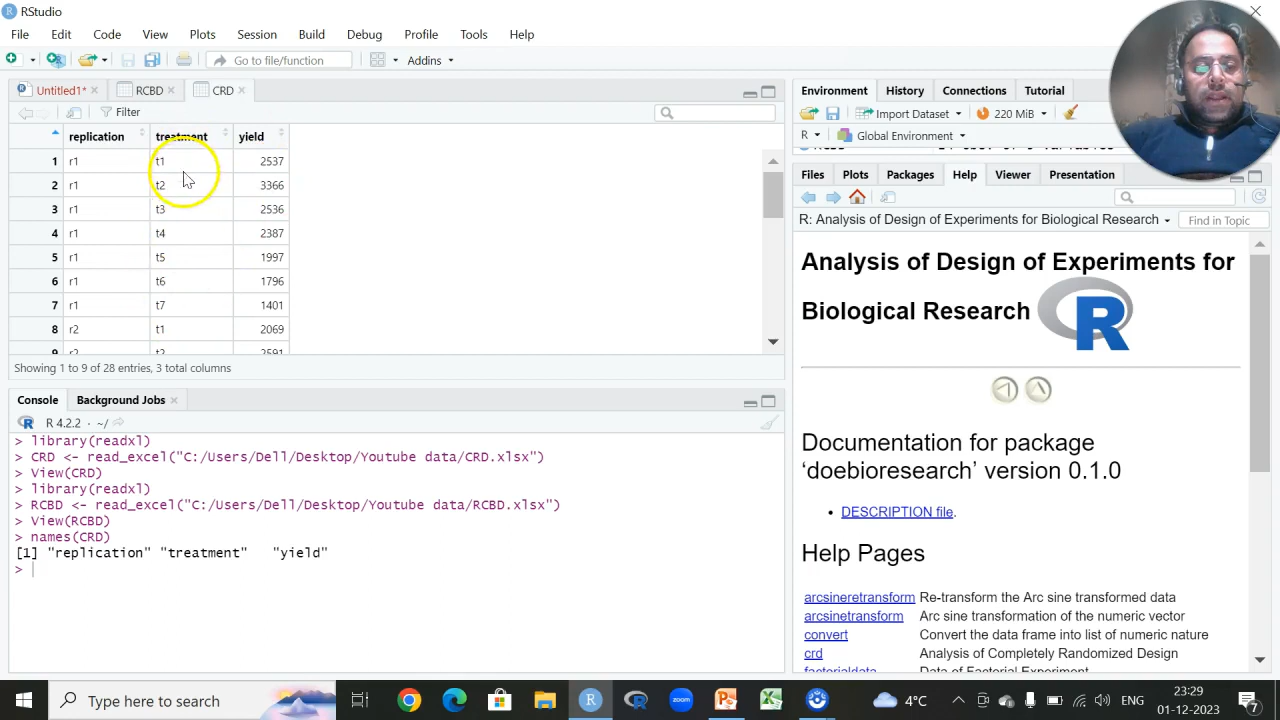 RStudio
File Edit Code View Plots Session Build Debug Profile Tools Help
Go to file/function Addins
Untitled1* RCBD CRD
Filter
replication treatment yield
1 r1 t1 2537
2 r1 t2 3366
3 r1 t3 2536
4 r1 t4 2387
5 r1 t5 1997
6 r1 t6 1796
7 r1 t7 1401
8 r2 t1 2069
Showing 1 to 9 of 28 entries, 3 total columns
Console Background Jobs
R 4.2.2 · ~/
> library(readxl)
> CRD <- read_excel("C:/Users/Dell/Desktop/Youtube data/CRD.xlsx")
> View(CRD)
> library(readxl)
> RCBD <- read_excel("C:/Users/Dell/Desktop/Youtube data/RCBD.xlsx")
> View(RCBD)
> names(CRD)
[1] "replication" "treatment"   "yield"
>
Environment History Connections Tutorial
Import Dataset 220 MiB
R Global Environment
Files Plots Packages Help Viewer Presentation
R: Analysis of Design of Experiments for Biological Research Find in Topic
Analysis of Design of Experiments for
Biological Research R
Documentation for package
‘doebioresearch’ version 0.1.0
DESCRIPTION file.
Help Pages
arcsineretransform Re-transform the Arc sine transformed data
arcsinetransform Arc sine transformation of the numeric vector
convert Convert the data frame into list of numeric nature
crd Analysis of Completely Randomized Design
factorialdata Data of Factorial Experiment
Type here to search
4°C ENG
23:29
01-12-2023
7